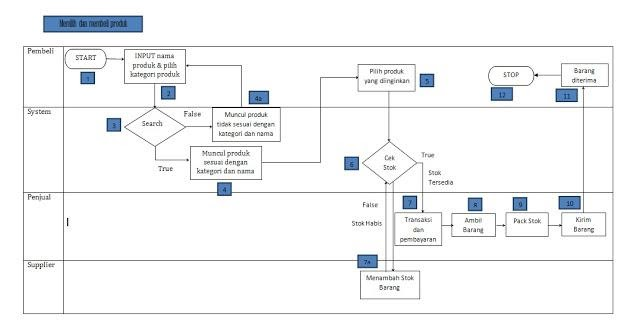 Memilih dan membeli produk
Pembeli
START
1
INPUT nama
produk & pilih
kategori produk
2
4a
Pilih produk
yang diinginkan
5
STOP
12
Barang
diterima
11
System
3
Search
False
True
Muncul produk
tidak sesuai dengan
kategori dan nama
Muncul produk
sesuai dengan
kategori dan nama
4
6
Cek
Stok
True
Stok
Tersedia
Penjual
False
Stok Habis
7
Transaksi
dan
pembayaran
8
Ambil
Barang
9
Pack Stok
10
Kirim
Barang
Supplier
7a
Menambah Stok
Barang